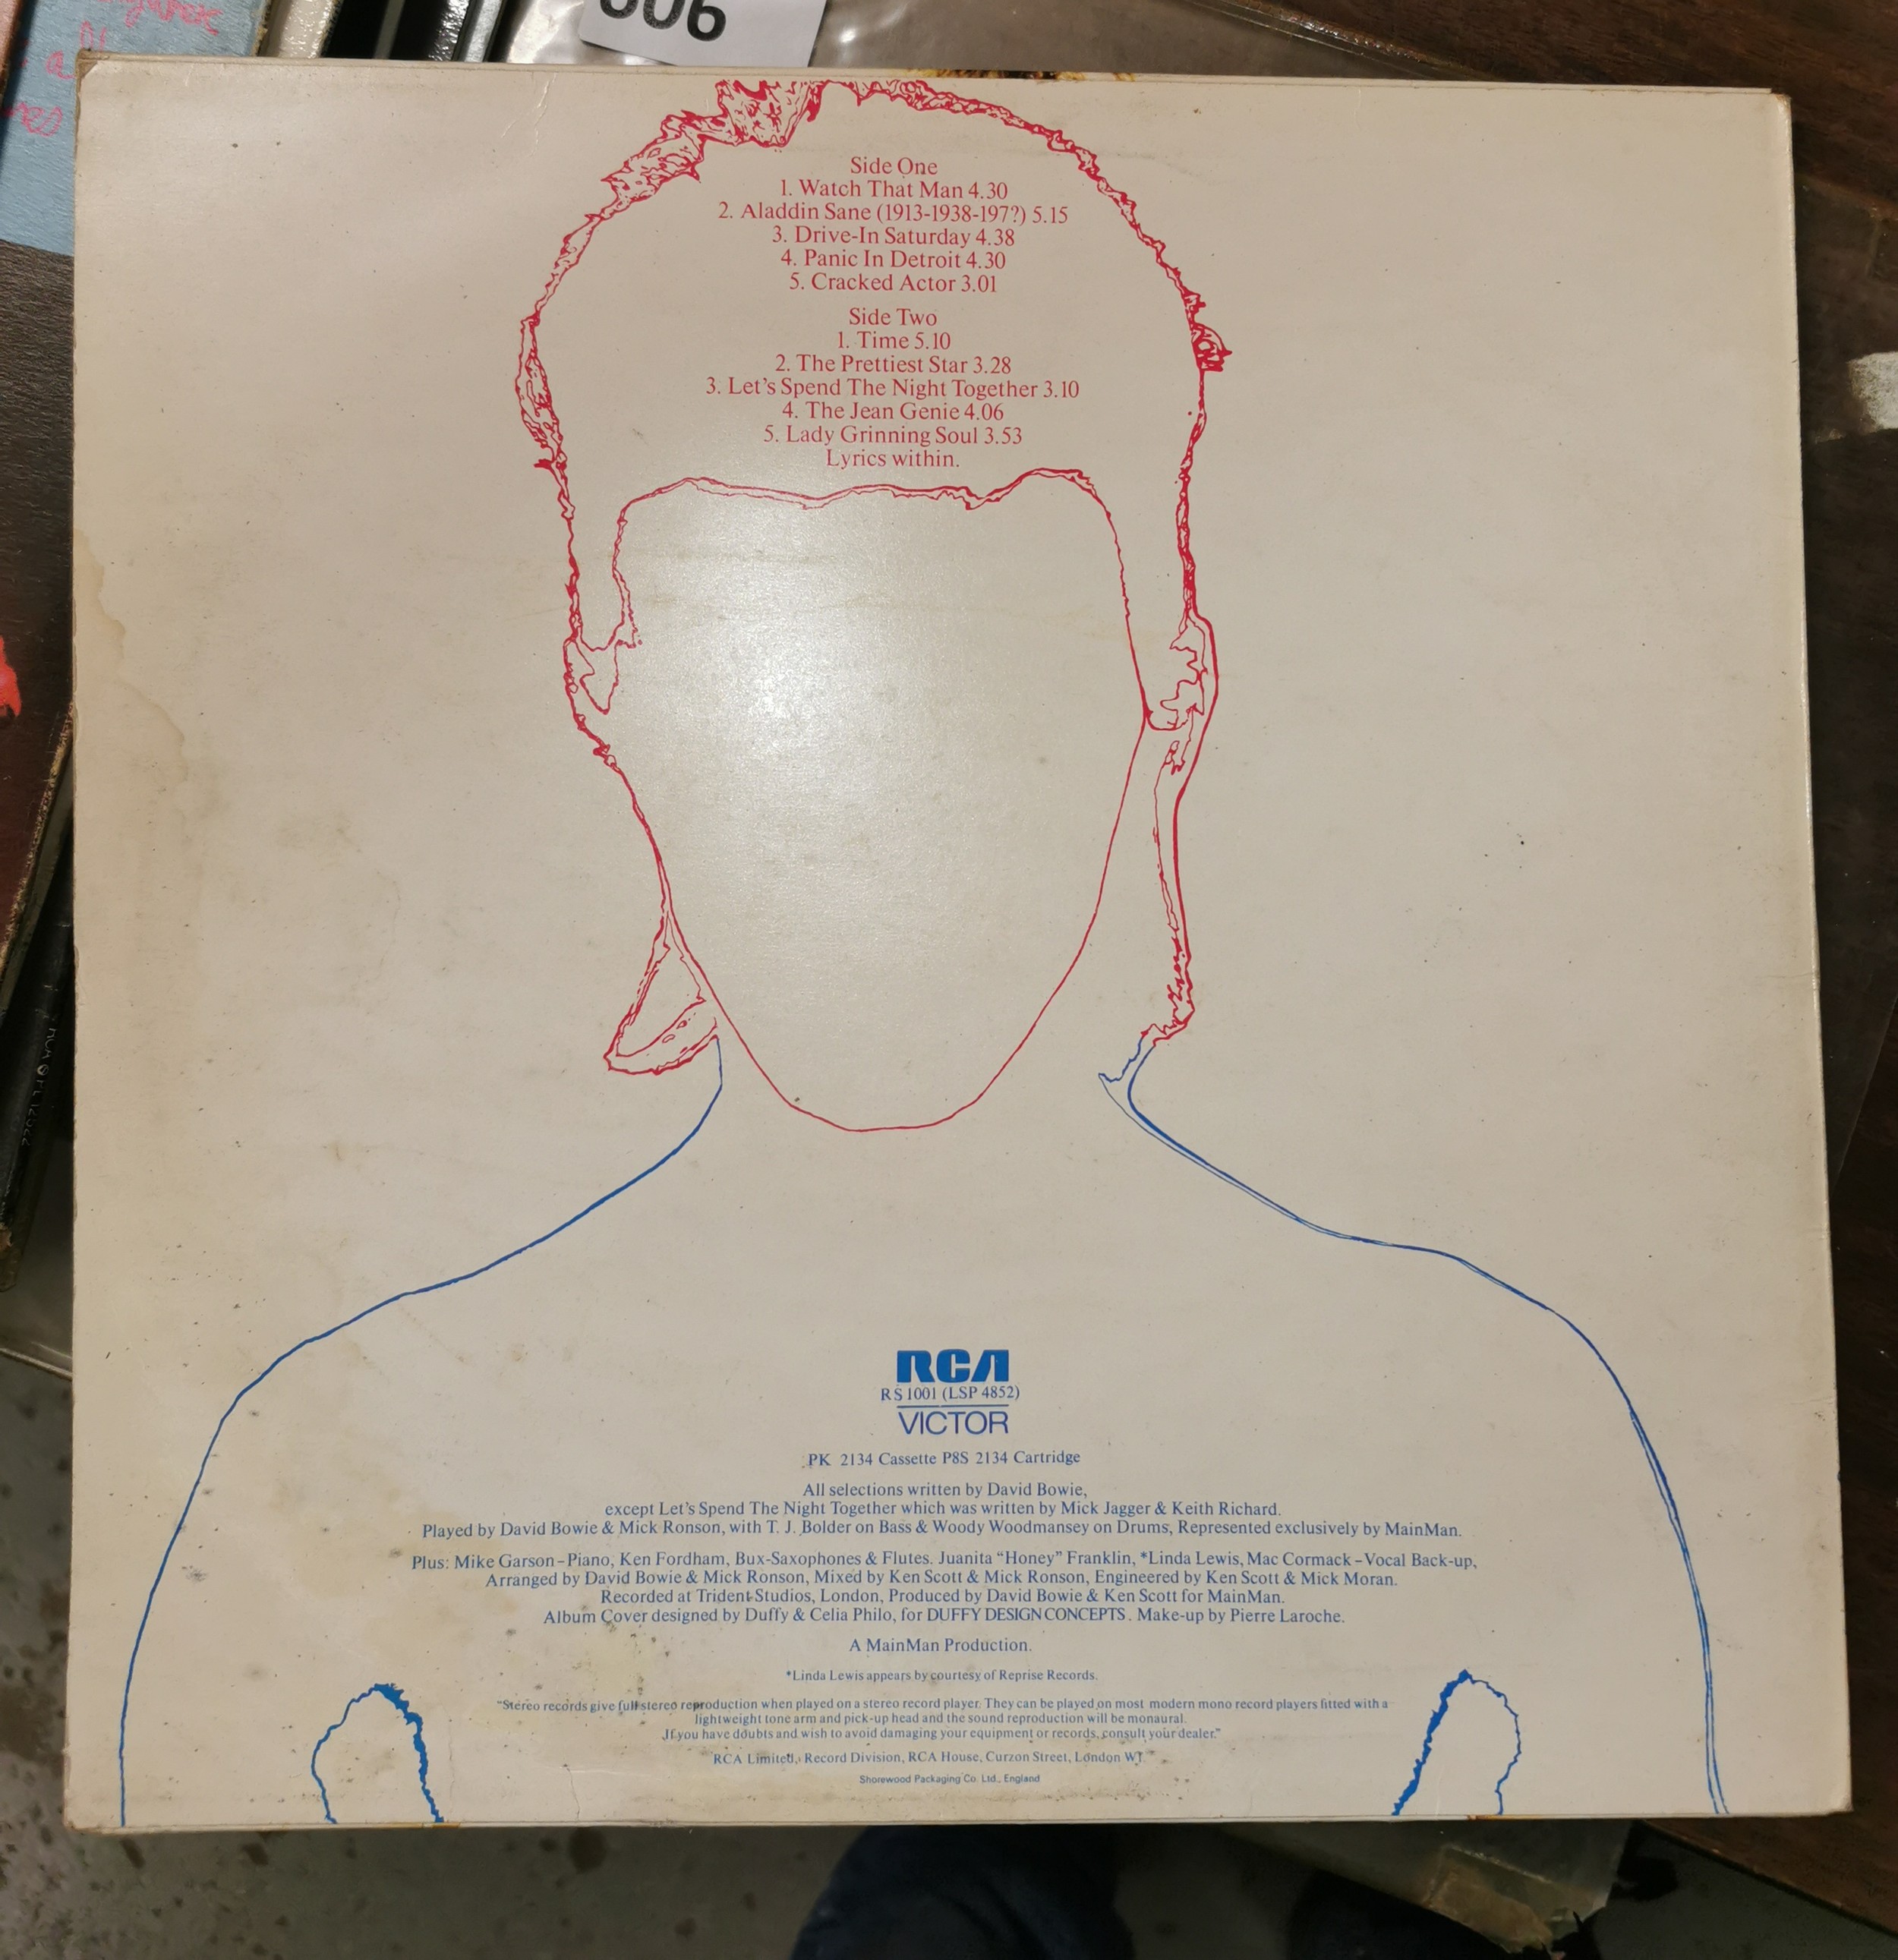 006
Side One
1. Watch That Man 4.30
2. Aladdin Sane (1913-1938-197?) 5.15
3. Drive-In Saturday 4.38
4. Panic In Detroit 4.30
5. Cracked Actor 3.01
Side Two
1. Time 5.10
2. The Prettiest Star 3.28
3. Let's Spend The Night Together 3.10
4. The Jean Genie 4.06
5. Lady Grinning Soul 3.53
Lyrics within.
RCA
RS 1001 (LSP 4852)
VICTOR
PK 2134 Cassette P8S 2134 Cartridge
All selections written by David Bowie,
except Let's Spend The Night Together which was written by Mick Jagger & Keith Richard.
Played by David Bowie & Mick Ronson, with T. J. Bolder on Bass & Woody Woodmansey on Drums, Represented exclusively by MainMan.
Plus: Mike Garson-Piano, Ken Fordham, Bux-Saxophones & Flutes. Juanita "Honey" Franklin, *Linda Lewis, Mac Cormack-Vocal Back-up,
Arranged by David Bowie & Mick Ronson, Mixed by Ken Scott & Mick Ronson, Engineered by Ken Scott & Mick Moran.
Recorded at Trident Studios, London, Produced by David Bowie & Ken Scott for MainMan.
Album Cover designed by Duffy & Celia Philo, for DUFFY DESIGN CONCEPTS. Make-up by Pierre Laroche.
A MainMan Production.
*Linda Lewis appears by courtesy of Reprise Records.
"Stereo records give full stereo reproduction when played on a stereo record player. They can be played on most modern mono record players fitted with a
lightweight tone arm and pick-up head and the sound reproduction will be monaural.
If you have doubts and wish to avoid damaging your equipment or records, consult your dealer."
RCA Limited, Record Division, RCA House, Curzon Street, London W1.
Shorewood Packaging Co. Ltd., England